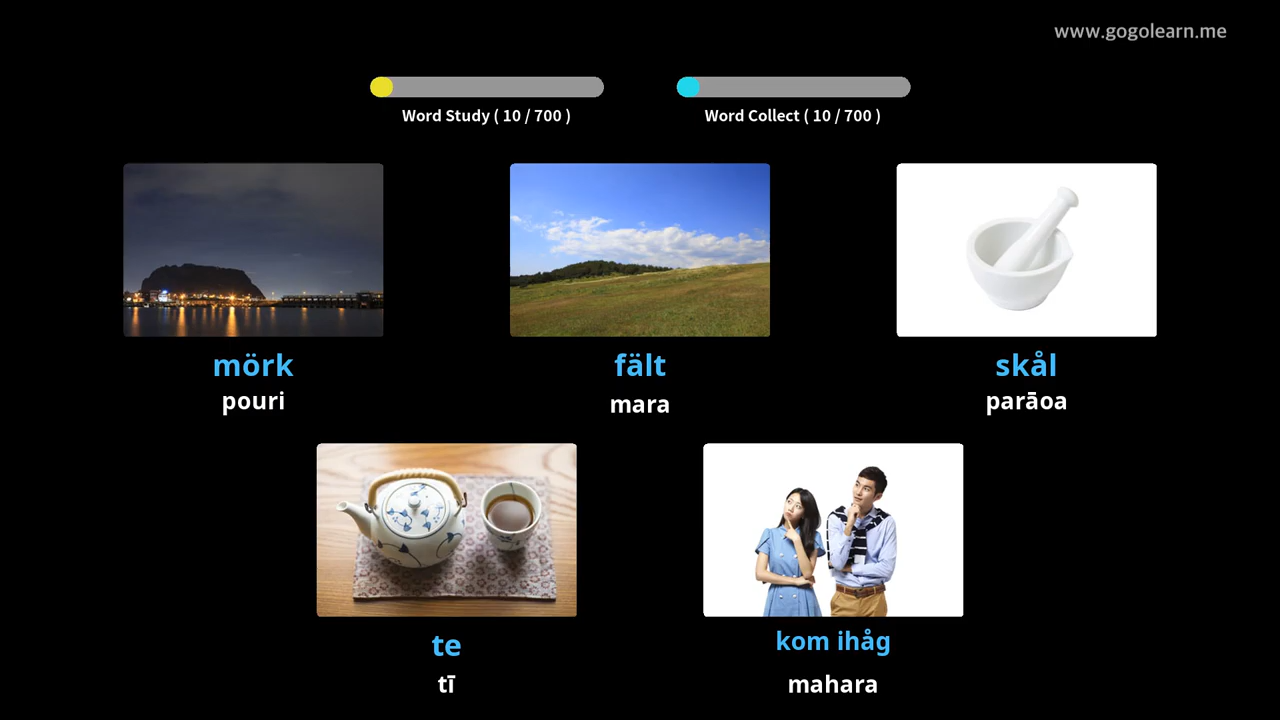 www.gogolearn.me
Word Study ( 10 / 700 )
Word Collect ( 10 / 700 )
mörk
pouri
fält
mara
skål
parāoa
te
tī
kom ihåg
mahara